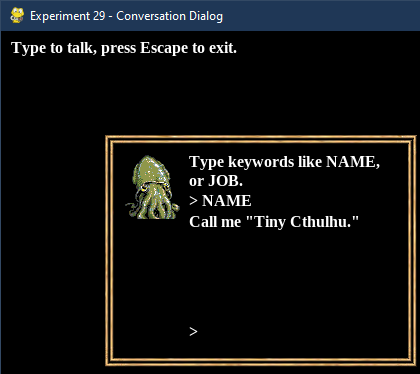 Experiment 29 - Conversation Dialog
Type to talk, press Escape to exit.
Type keywords like NAME,
or JOB.
> NAME
Call me "Tiny Cthulhu."
>